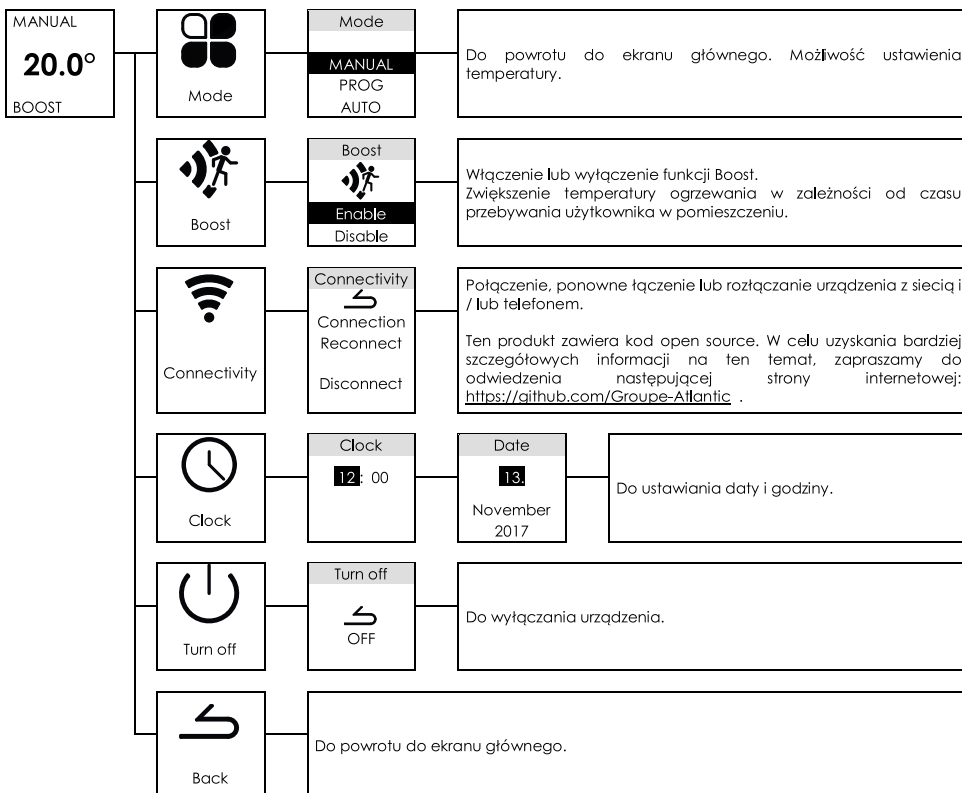 MANUAL
20.0°
BOOST
Mode
Mode
MANUAL
PROG
AUTO
Do powrotu do ekranu głównego. Możliwość ustawienia
temperatury.
Boost
Boost
Enable
Disable
Włączenie lub wyłączenie funkcji Boost.
Zwiększenie temperatury ogrzewania w zależności od czasu
przebywania użytkownika w pomieszczeniu.
Connectivity
Connectivity
Connection
Reconnect
Disconnect
Połączenie, ponowne łączenie lub rozłączanie urządzenia z siecią i
/ lub telefonem.
Ten produkt zawiera kod open source. W celu uzyskania bardziej
szczegółowych informacji na ten temat, zapraszamy do
odwiedzenia następującej strony internetowej:
https://github.com/Groupe-Atlantic .
Clock
Clock
12 : 00
Date
13.
November
2017
Do ustawiania daty i godziny.
Turn off
Turn off
OFF
Do wyłączania urządzenia.
Back
Do powrotu do ekranu głównego.